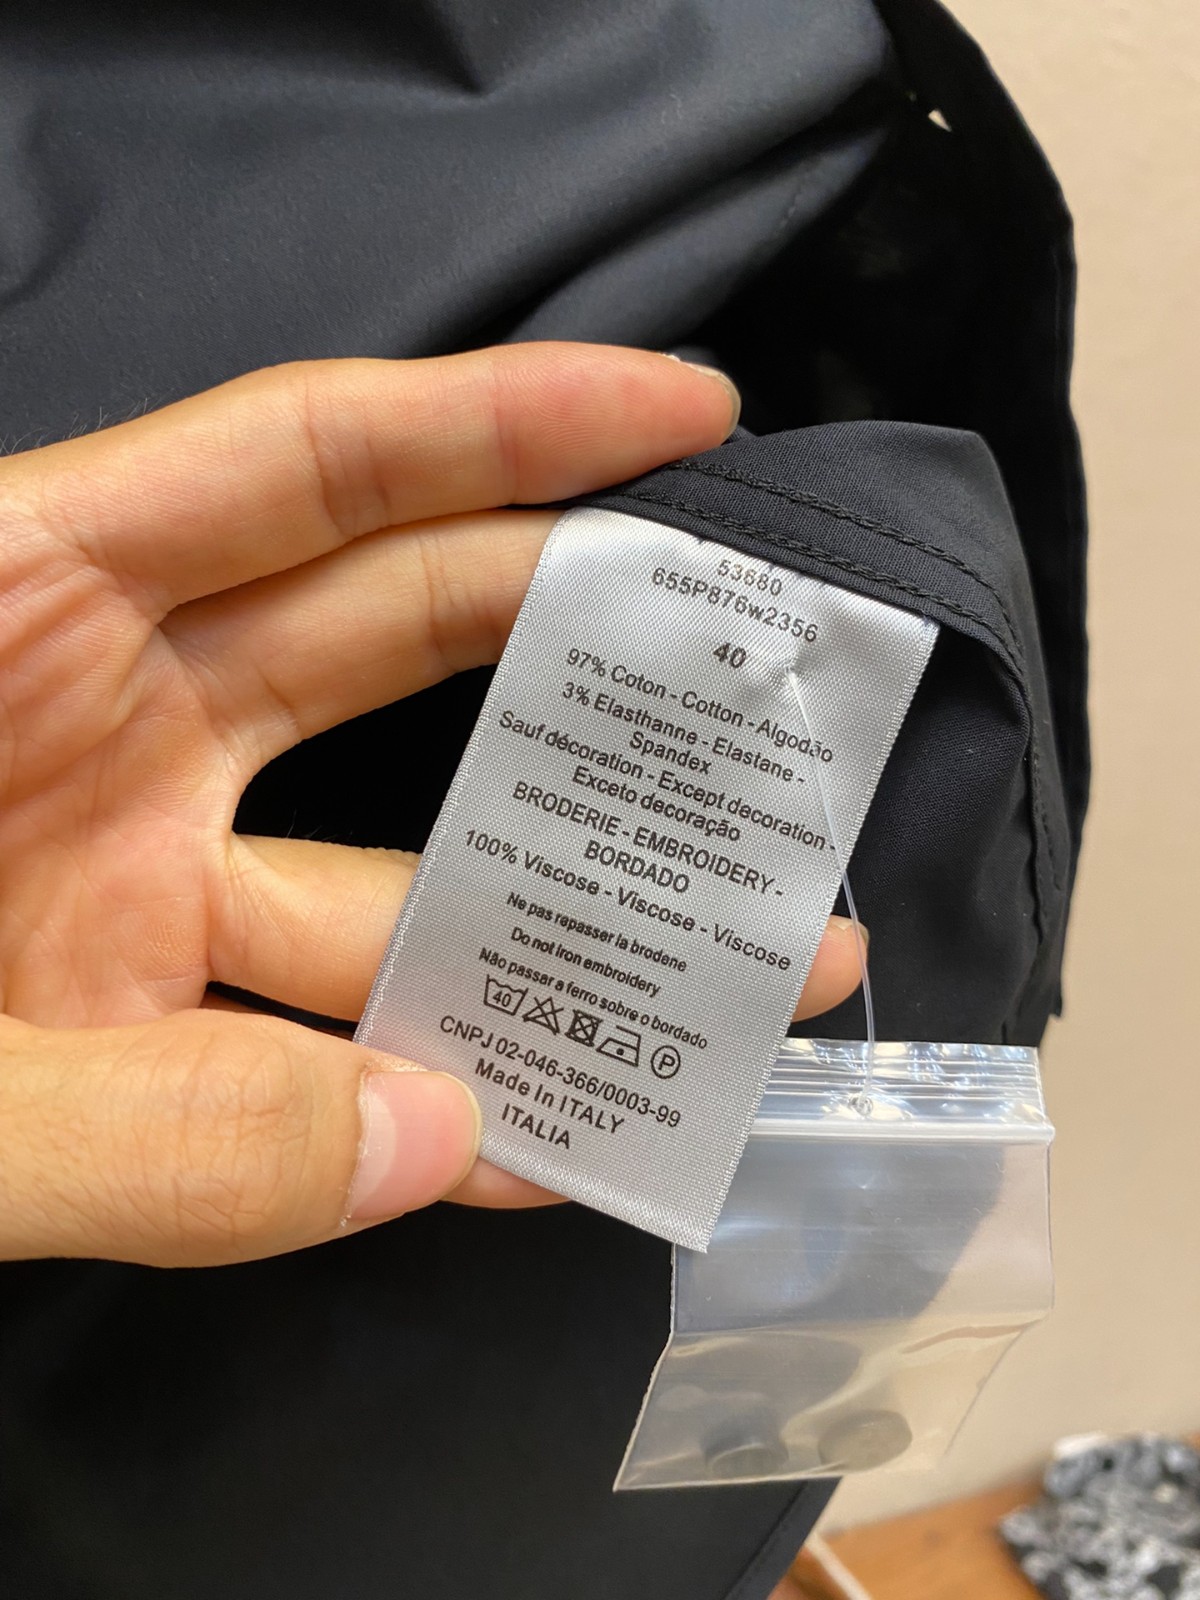 53680
655P876w2356
40
97% Coton - Cotton - Algodão
3% Elasthanne - Elastane -
Spandex
Sauf décoration - Except decoration -
Exceto decoração
BRODERIE - EMBROIDERY -
BORDADO
100% Viscose - Viscose - Viscose
Ne pas repasser la brodene
Do not Iron embroidery
Não passar a ferro sobre o bordado
40 P
CNPJ 02-046-366/0003-99
Made In ITALY
ITALIA